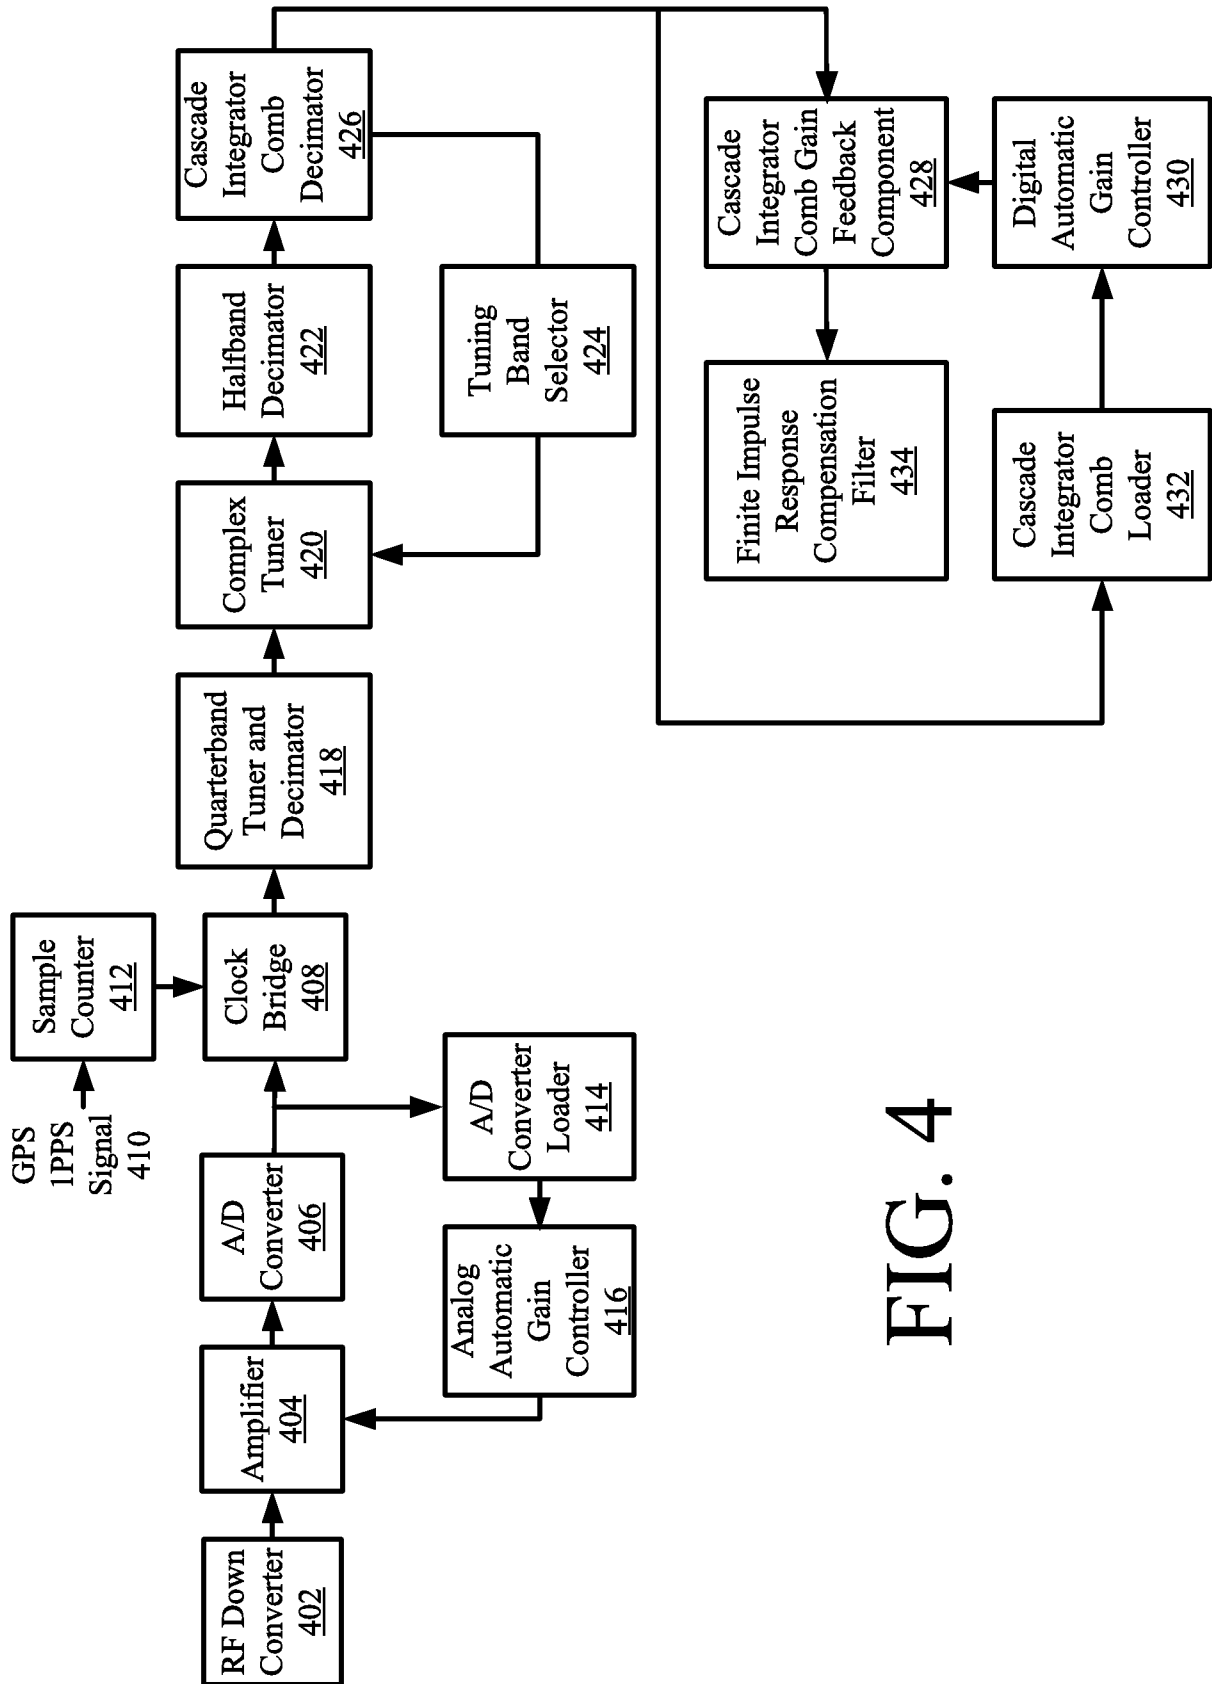 RF Down
Converter
402
Amplifier
404
A/D
Converter
406
GPS
1PPS
Signal
410
Sample
Counter
412
Clock
Bridge
408
A/D
Converter
Loader
414
Analog
Automatic
Gain
Controller
416
Quarterband
Tuner and
Decimator
418
Complex
Tuner
420
Halfband
Decimator
422
Tuning
Band
Selector
424
Cascade
Integrator
Comb
Decimator
426
Cascade
Integrator
Comb Gain
Feedback
Component
428
Digital
Automatic
Gain
Controller
430
Cascade
Integrator
Comb
Loader
432
Finite Impulse
Response
Compensation
Filter
434
FIG. 4